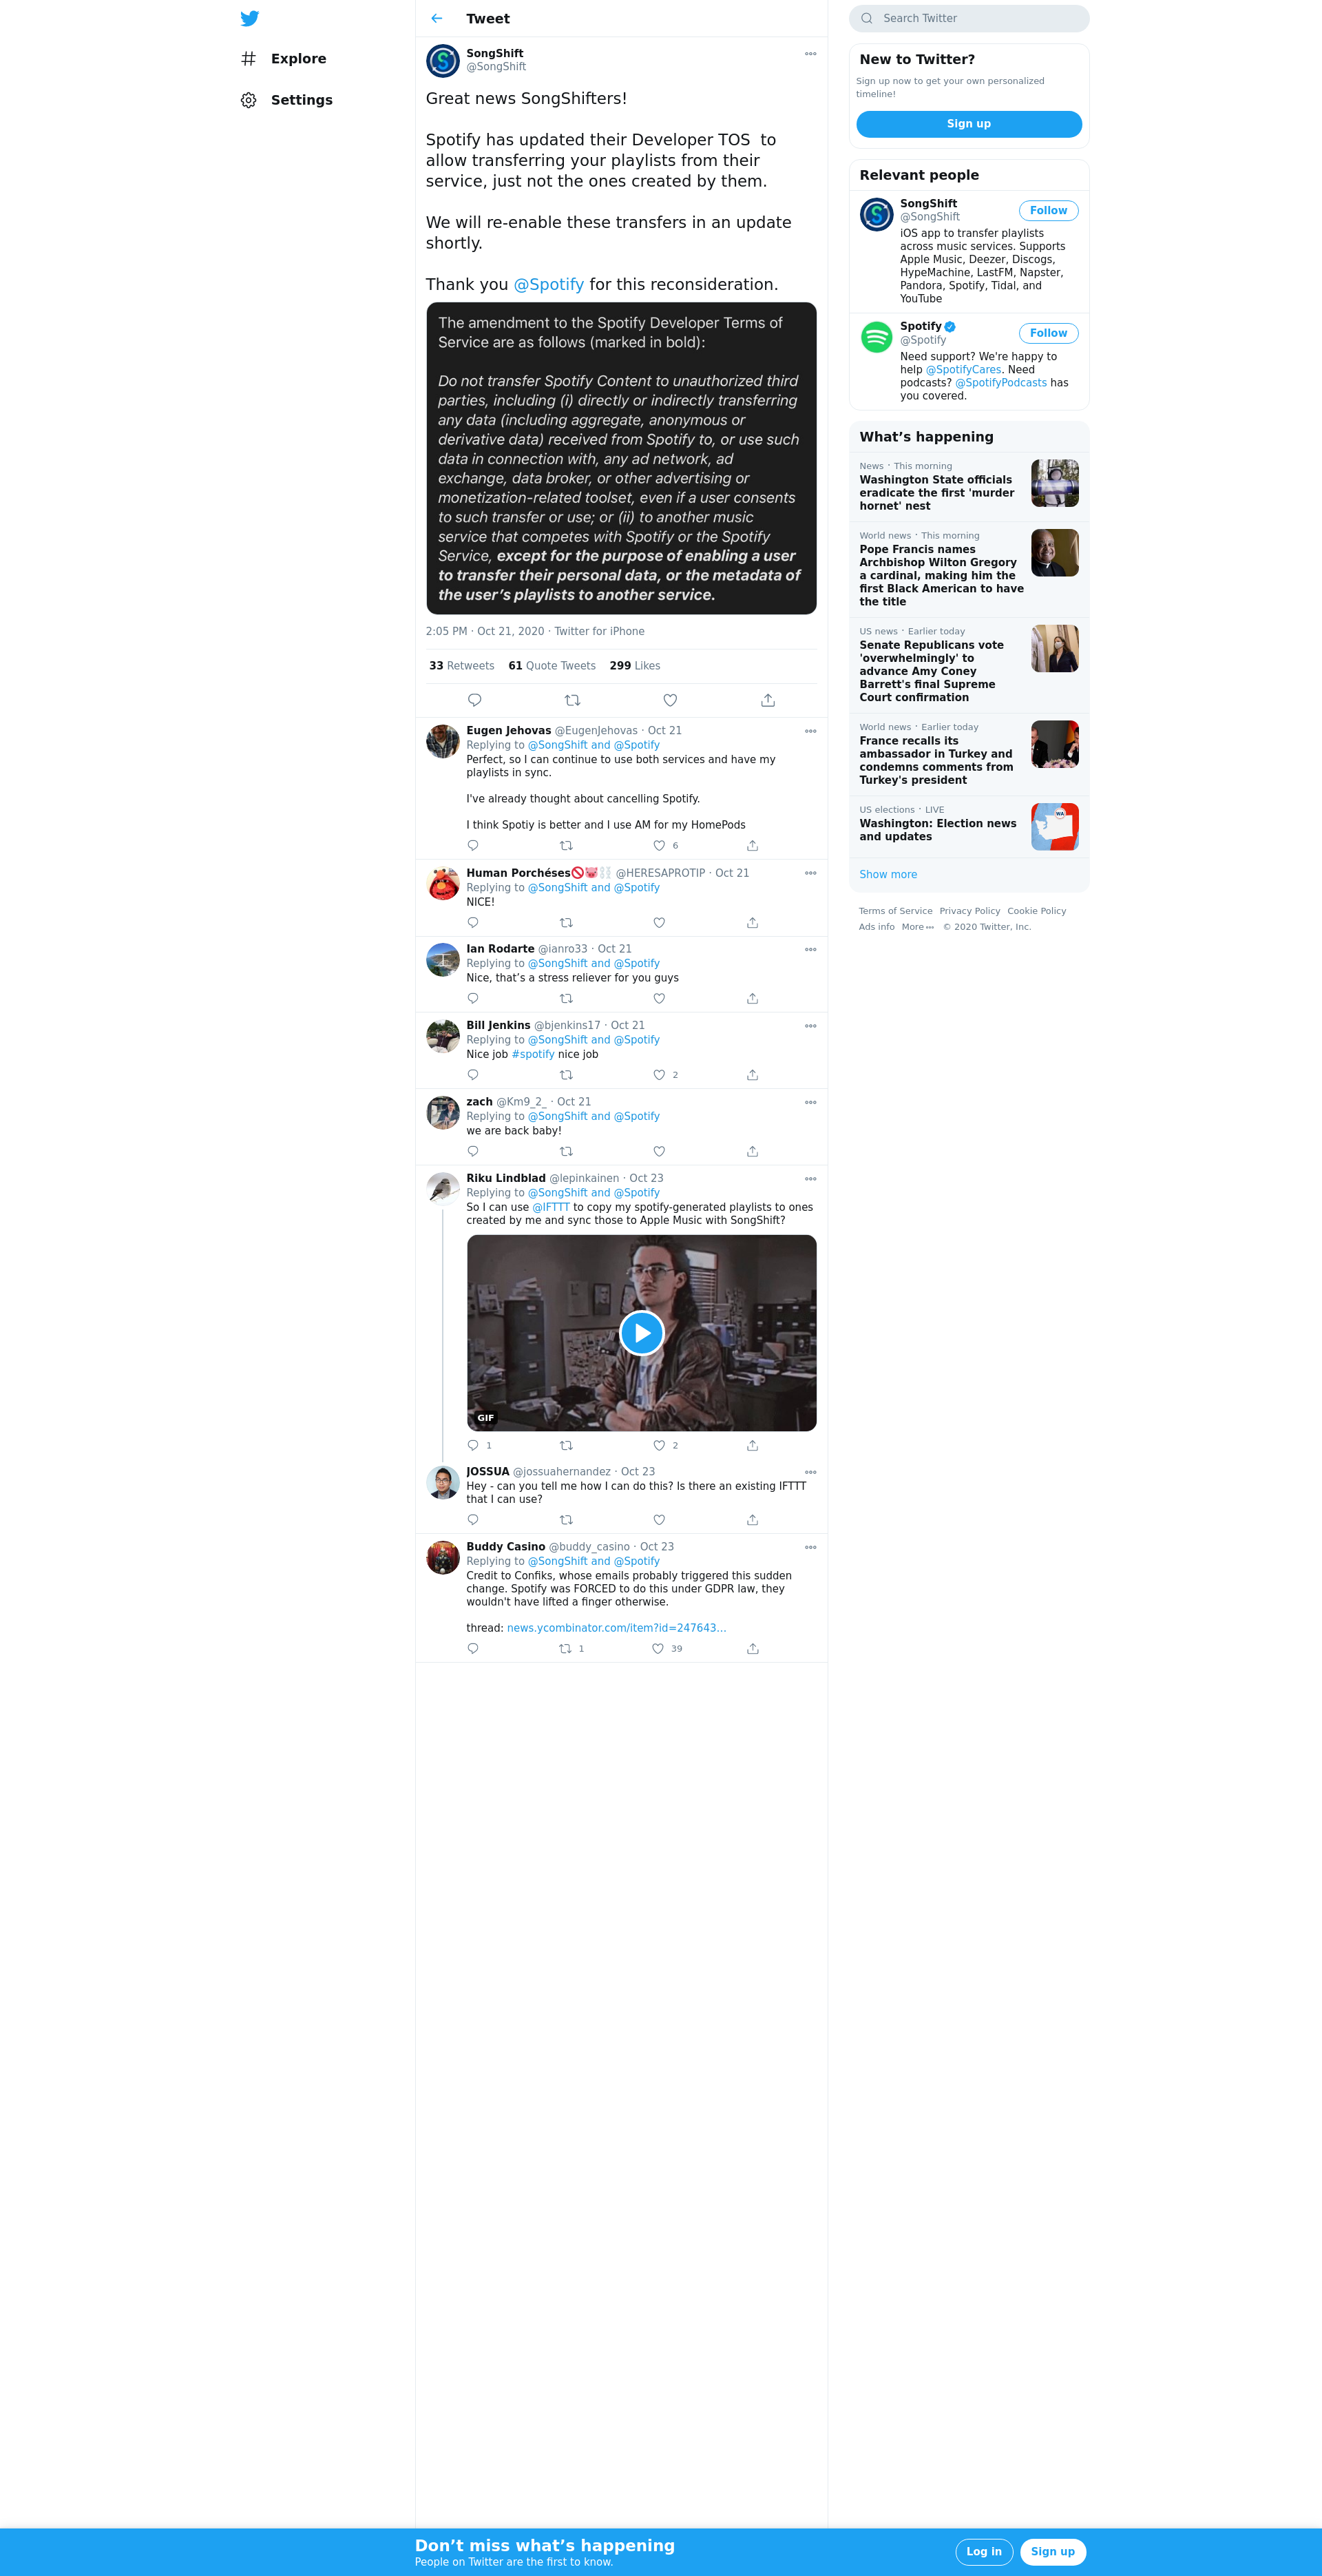 Explore
Settings
Tweet
SongShift
@SongShift
Great news SongShifters!
Spotify has updated their Developer TOS  to
allow transferring your playlists from their
service, just not the ones created by them.
We will re-enable these transfers in an update
shortly.
Thank you @Spotify for this reconsideration.
The amendment to the Spotify Developer Terms of
Service are as follows (marked in bold):
Do not transfer Spotify Content to unauthorized third
parties, including (i) directly or indirectly transferring
any data (including aggregate, anonymous or
derivative data) received from Spotify to, or use such
data in connection with, any ad network, ad
exchange, data broker, or other advertising or
monetization-related toolset, even if a user consents
to such transfer or use; or (ii) to another music
service that competes with Spotify or the Spotify
Service, except for the purpose of enabling a user
to transfer their personal data, or the metadata of
the user's playlists to another service.
2:05 PM · Oct 21, 2020 · Twitter for iPhone
33 Retweets 61 Quote Tweets 299 Likes
Eugen Jehovas @EugenJehovas · Oct 21
Replying to @SongShift and @Spotify
Perfect, so I can continue to use both services and have my
playlists in sync.
I've already thought about cancelling Spotify.
I think Spotiy is better and I use AM for my HomePods
6
Human Porchéses🚫🐷⛓️ @HERESAPROTIP · Oct 21
Replying to @SongShift and @Spotify
NICE!
Ian Rodarte @ianro33 · Oct 21
Replying to @SongShift and @Spotify
Nice, that’s a stress reliever for you guys
Bill Jenkins @bjenkins17 · Oct 21
Replying to @SongShift and @Spotify
Nice job #spotify nice job
2
zach @Km9_2_ · Oct 21
Replying to @SongShift and @Spotify
we are back baby!
Riku Lindblad @lepinkainen · Oct 23
Replying to @SongShift and @Spotify
So I can use @IFTTT to copy my spotify-generated playlists to ones
created by me and sync those to Apple Music with SongShift?
GIF
1 2
JOSSUA @jossuahernandez · Oct 23
Hey - can you tell me how I can do this? Is there an existing IFTTT
that I can use?
Buddy Casino @buddy_casino · Oct 23
Replying to @SongShift and @Spotify
Credit to Confiks, whose emails probably triggered this sudden
change. Spotify was FORCED to do this under GDPR law, they
wouldn't have lifted a finger otherwise.
thread: news.ycombinator.com/item?id=247643…
1 39
Search Twitter
New to Twitter?
Sign up now to get your own personalized
timeline!
Sign up
Relevant people
SongShift
@SongShift
Follow
iOS app to transfer playlists
across music services. Supports
Apple Music, Deezer, Discogs,
HypeMachine, LastFM, Napster,
Pandora, Spotify, Tidal, and
YouTube
Spotify
@Spotify
Follow
Need support? We're happy to
help @SpotifyCares. Need
podcasts? @SpotifyPodcasts has
you covered.
What’s happening
News · This morning
Washington State officials
eradicate the first 'murder
hornet' nest
World news · This morning
Pope Francis names
Archbishop Wilton Gregory
a cardinal, making him the
first Black American to have
the title
US news · Earlier today
Senate Republicans vote
'overwhelmingly' to
advance Amy Coney
Barrett's final Supreme
Court confirmation
World news · Earlier today
France recalls its
ambassador in Turkey and
condemns comments from
Turkey's president
US elections · LIVE
Washington: Election news
and updates
WA
Show more
Terms of Service Privacy Policy Cookie Policy
Ads info More © 2020 Twitter, Inc.
Don’t miss what’s happening
People on Twitter are the first to know.
Log in
Sign up